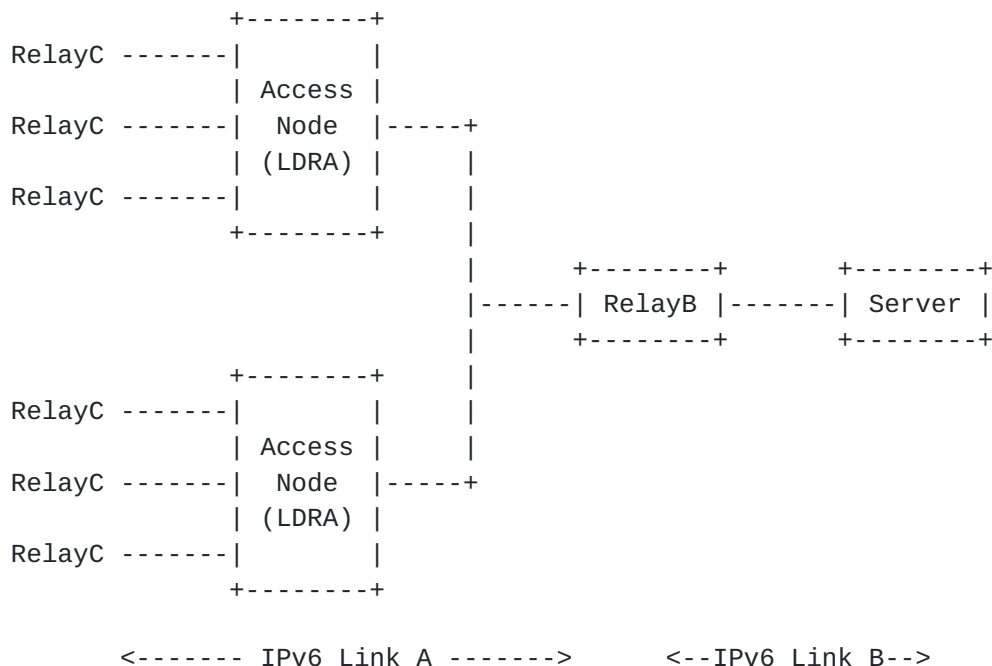 +--------+
RelayC -------|        |
              | Access |
RelayC -------|  Node  |-----+
              | (LDRA) |     |
RelayC -------|        |     |
              +--------+     |
                             |      +--------+       +--------+
                             |------| RelayB |-------| Server |
                             |      +--------+       +--------+
              +--------+     |
RelayC -------|        |     |
              | Access |     |
RelayC -------|  Node  |-----+
              | (LDRA) |
RelayC -------|        |
              +--------+

       <------- IPv6 Link A ------->      <--IPv6 Link B-->